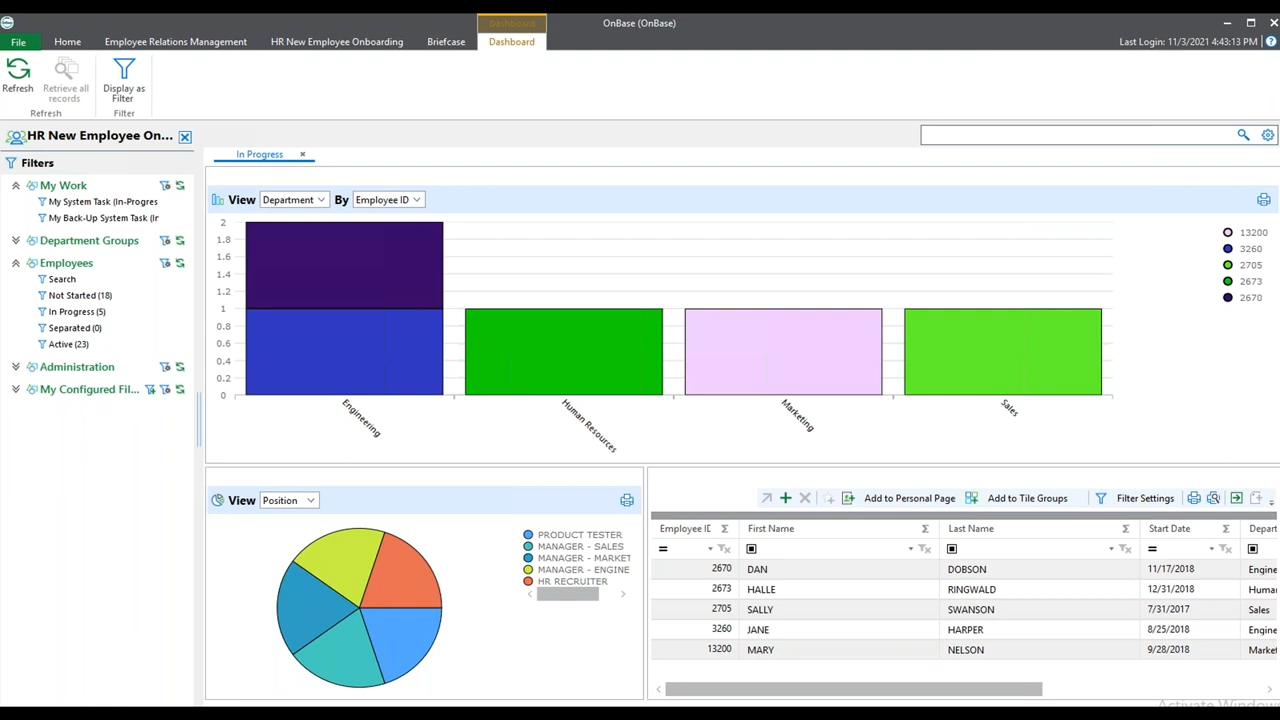 Dashboard
OnBase (OnBase)
File
Home
Employee Relations Management
HR New Employee Onboarding
Briefcase
Dashboard
Last Login: 11/3/2021 4:43:13 PM
Refresh
Retrieve all records
Display as Filter
Refresh
Filter
HR New Employee On...
Filters
My Work
My System Task (In-Progres
My Back-Up System Task (Ir
Department Groups
Employees
Search
Not Started (18)
In Progress (5)
Separated (0)
Active (23)
Administration
My Configured Fil...
In Progress
View Department By Employee ID
2
1.8
1.6
1.4
1.2
1
0.8
0.6
0.4
0.2
0
Engineering
Human Resources
Marketing
Sales
13200
3260
2705
2673
2670
View Position
PRODUCT TESTER
MANAGER - SALES
MANAGER - MARKET
MANAGER - ENGINE
HR RECRUITER
Add to Personal Page
Add to Tile Groups
Filter Settings
Employee ID First Name Last Name Start Date Depart
2670 DAN DOBSON 11/17/2018 Engine
2673 HALLE RINGWALD 12/31/2018 Huma
2705 SALLY SWANSON 7/31/2017 Sales
3260 JANE HARPER 8/25/2018 Engine
13200 MARY NELSON 9/28/2018 Market
Activate Window